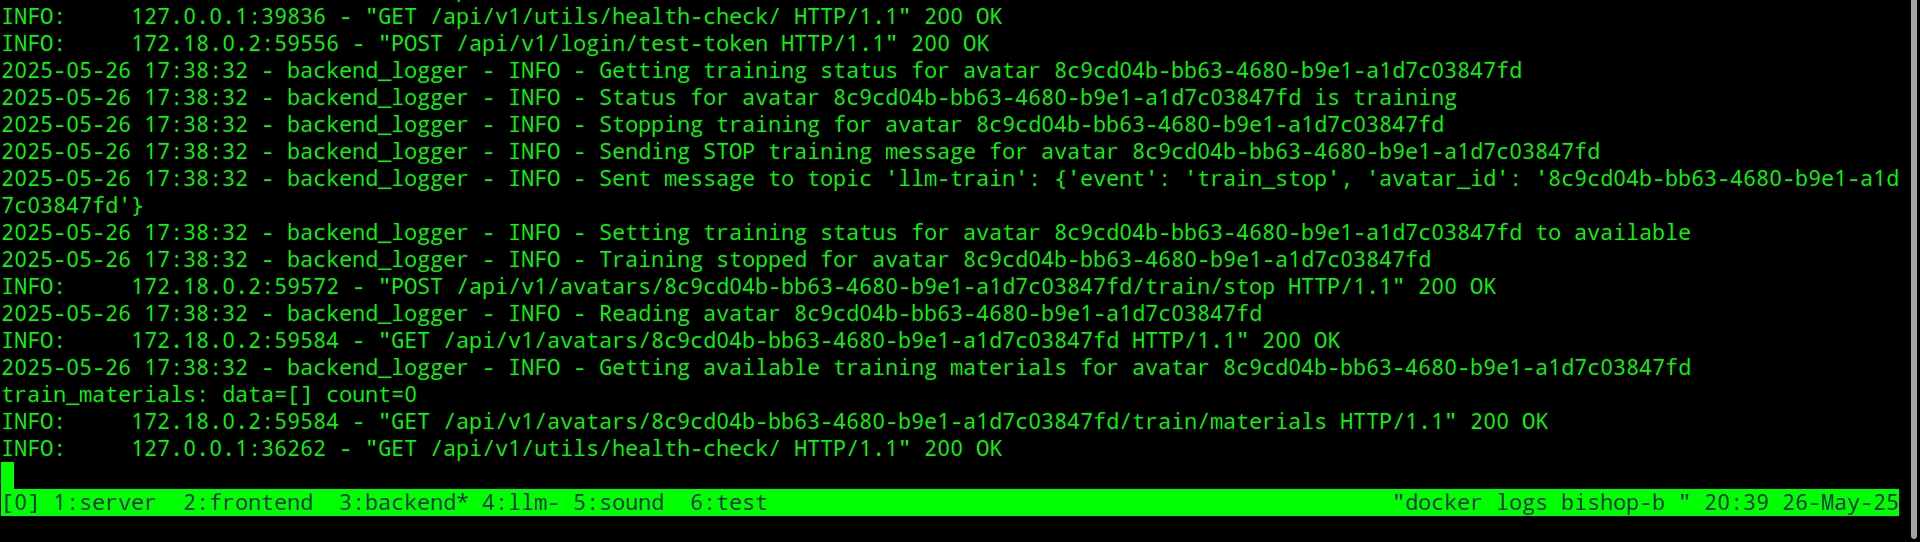 INFO:     127.0.0.1:39836 - "GET /api/v1/utils/health-check/ HTTP/1.1" 200 OK
INFO:     172.18.0.2:59556 - "POST /api/v1/login/test-token HTTP/1.1" 200 OK
2025-05-26 17:38:32 - backend_logger - INFO - Getting training status for avatar 8c9cd04b-bb63-4680-b9e1-a1d7c03847fd
2025-05-26 17:38:32 - backend_logger - INFO - Status for avatar 8c9cd04b-bb63-4680-b9e1-a1d7c03847fd is training
2025-05-26 17:38:32 - backend_logger - INFO - Stopping training for avatar 8c9cd04b-bb63-4680-b9e1-a1d7c03847fd
2025-05-26 17:38:32 - backend_logger - INFO - Sending STOP training message for avatar 8c9cd04b-bb63-4680-b9e1-a1d7c03847fd
2025-05-26 17:38:32 - backend_logger - INFO - Sent message to topic 'llm-train': {'event': 'train_stop', 'avatar_id': '8c9cd04b-bb63-4680-b9e1-a1d
7c03847fd'}
2025-05-26 17:38:32 - backend_logger - INFO - Setting training status for avatar 8c9cd04b-bb63-4680-b9e1-a1d7c03847fd to available
2025-05-26 17:38:32 - backend_logger - INFO - Training stopped for avatar 8c9cd04b-bb63-4680-b9e1-a1d7c03847fd
INFO:     172.18.0.2:59572 - "POST /api/v1/avatars/8c9cd04b-bb63-4680-b9e1-a1d7c03847fd/train/stop HTTP/1.1" 200 OK
2025-05-26 17:38:32 - backend_logger - INFO - Reading avatar 8c9cd04b-bb63-4680-b9e1-a1d7c03847fd
INFO:     172.18.0.2:59584 - "GET /api/v1/avatars/8c9cd04b-bb63-4680-b9e1-a1d7c03847fd HTTP/1.1" 200 OK
2025-05-26 17:38:32 - backend_logger - INFO - Getting available training materials for avatar 8c9cd04b-bb63-4680-b9e1-a1d7c03847fd
train_materials: data=[] count=0
INFO:     172.18.0.2:59584 - "GET /api/v1/avatars/8c9cd04b-bb63-4680-b9e1-a1d7c03847fd/train/materials HTTP/1.1" 200 OK
INFO:     127.0.0.1:36262 - "GET /api/v1/utils/health-check/ HTTP/1.1" 200 OK
[0] 1:server  2:frontend  3:backend* 4:llm- 5:sound  6:test "docker logs bishop-b " 20:39 26-May-25